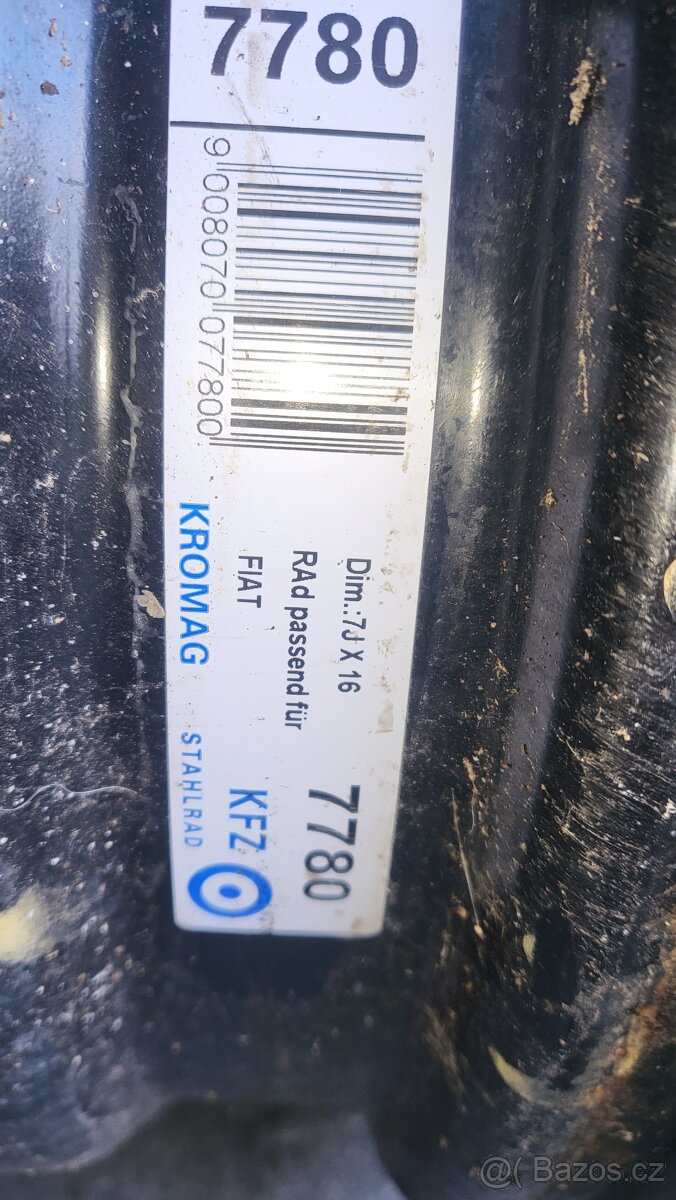 7780
9 008070 077800
Dim.:7J X 16
RAd passend für
FIAT
KROMAG STAHLRAD
KFZ
7780
@( Bazos.cz